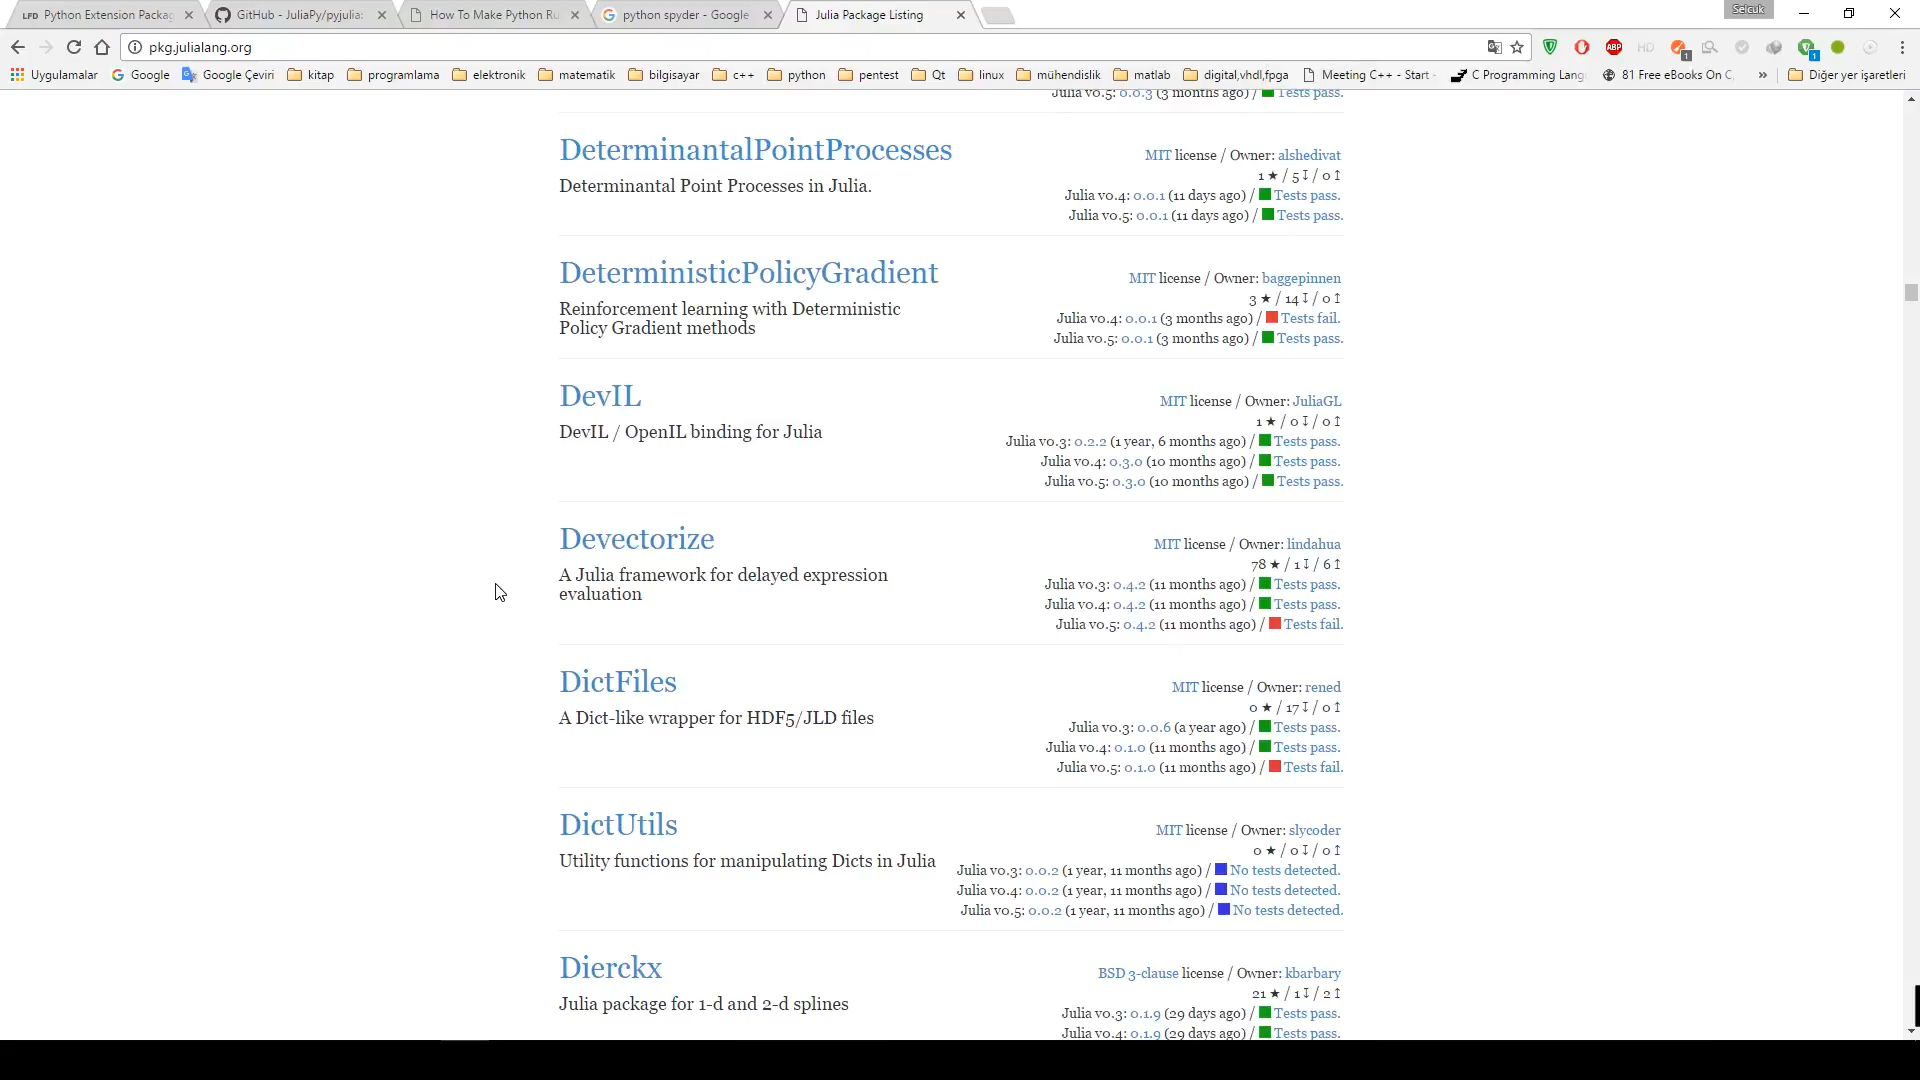 Python Extension Packag
GitHub - JuliaPy/pyjulia:
How To Make Python Ru
python spyder - Google
Julia Package Listing
Selcuk
pkg.julialang.org
ABP
HD
1
1
Uygulamalar
Google
Google Çeviri
kitap
programlama
elektronik
matematik
bilgisayar
c++
python
pentest
Qt
linux
mühendislik
matlab
digital,vhdl,fpga
Meeting C++ - Start
C Programming Lang
81 Free eBooks On C
»
Diğer yer işaretleri
Julia v0.5: 0.0.3 (3 months ago) / Tests pass.
DeterminantalPointProcesses
Determinantal Point Processes in Julia.
MIT license / Owner: alshedivat
1 ★ / 5 ↧ / 0 ↥
Julia v0.4: 0.0.1 (11 days ago) / Tests pass.
Julia v0.5: 0.0.1 (11 days ago) / Tests pass.
DeterministicPolicyGradient
Reinforcement learning with Deterministic
Policy Gradient methods
MIT license / Owner: baggepinnen
3 ★ / 14 ↧ / 0 ↥
Julia v0.4: 0.0.1 (3 months ago) / Tests fail.
Julia v0.5: 0.0.1 (3 months ago) / Tests pass.
DevIL
DevIL / OpenIL binding for Julia
MIT license / Owner: JuliaGL
1 ★ / 0 ↧ / 0 ↥
Julia v0.3: 0.2.2 (1 year, 6 months ago) / Tests pass.
Julia v0.4: 0.3.0 (10 months ago) / Tests pass.
Julia v0.5: 0.3.0 (10 months ago) / Tests pass.
Devectorize
A Julia framework for delayed expression
evaluation
MIT license / Owner: lindahua
78 ★ / 1 ↧ / 6 ↥
Julia v0.3: 0.4.2 (11 months ago) / Tests pass.
Julia v0.4: 0.4.2 (11 months ago) / Tests pass.
Julia v0.5: 0.4.2 (11 months ago) / Tests fail.
DictFiles
A Dict-like wrapper for HDF5/JLD files
MIT license / Owner: rened
0 ★ / 17 ↧ / 0 ↥
Julia v0.3: 0.0.6 (a year ago) / Tests pass.
Julia v0.4: 0.1.0 (11 months ago) / Tests pass.
Julia v0.5: 0.1.0 (11 months ago) / Tests fail.
DictUtils
Utility functions for manipulating Dicts in Julia
MIT license / Owner: slycoder
0 ★ / 0 ↧ / 0 ↥
Julia v0.3: 0.0.2 (1 year, 11 months ago) / No tests detected.
Julia v0.4: 0.0.2 (1 year, 11 months ago) / No tests detected.
Julia v0.5: 0.0.2 (1 year, 11 months ago) / No tests detected.
Dierckx
Julia package for 1-d and 2-d splines
BSD 3-clause license / Owner: kbarbary
21 ★ / 1 ↧ / 2 ↥
Julia v0.3: 0.1.9 (29 days ago) / Tests pass.
Julia v0.4: 0.1.9 (29 days ago) / Tests pass.